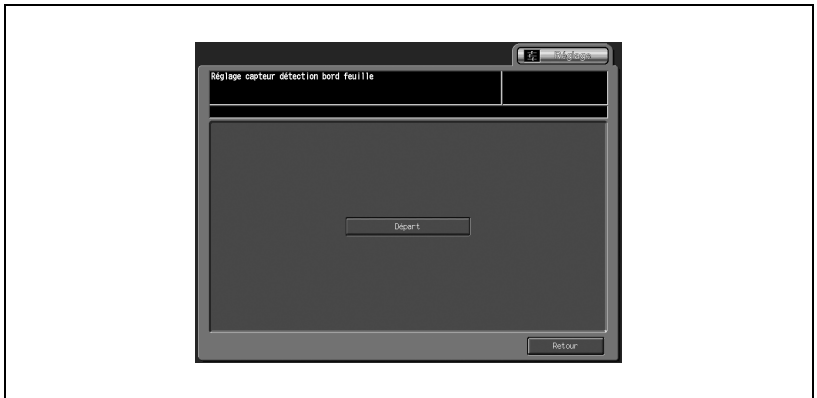 Réglage
Réglage capteur détection bord feuille
Départ
Retour